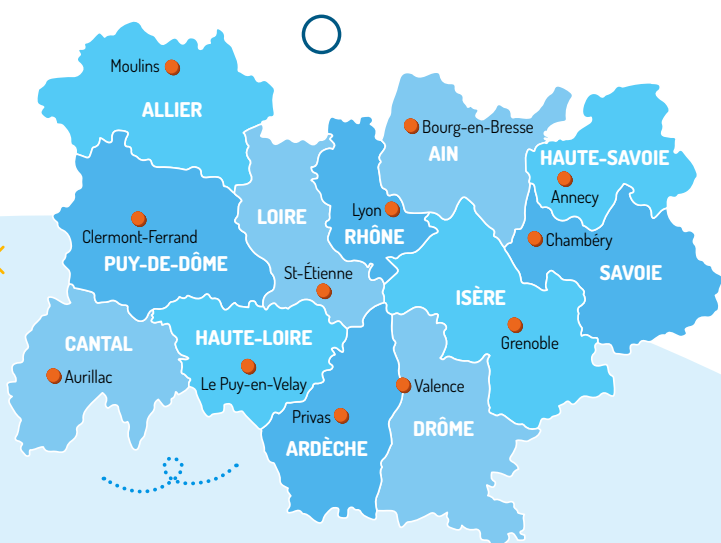 Moulins
ALLIER
Bourg-en-Bresse
AIN
HAUTE-SAVOIE
Annecy
LOIRE
Lyon
RHÔNE
Clermont-Ferrand
PUY-DE-DÔME
Chambéry
SAVOIE
St-Étienne
ISÈRE
Grenoble
CANTAL
Aurillac
HAUTE-LOIRE
Le Puy-en-Velay
Valence
Privas
ARDÈCHE
DRÔME